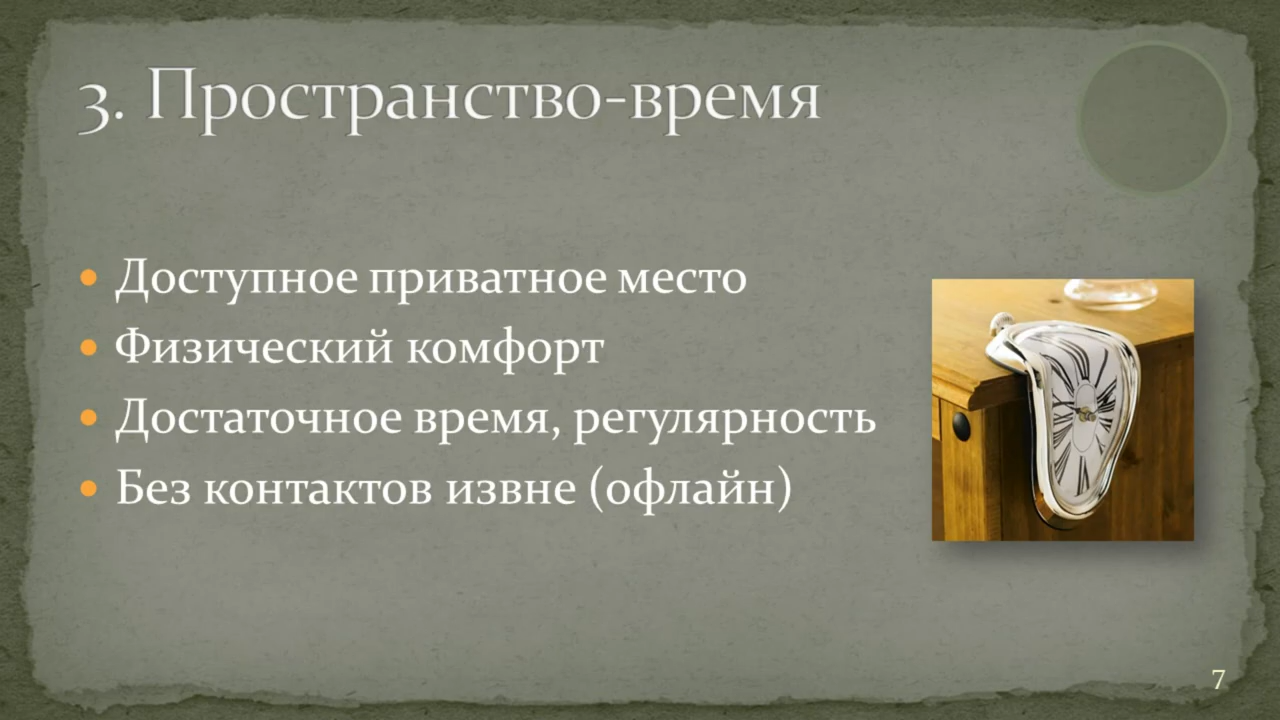 3. Пространство-время
Доступное приватное место
Физический комфорт
Достаточное время, регулярность
Без контактов извне (офлайн)
7